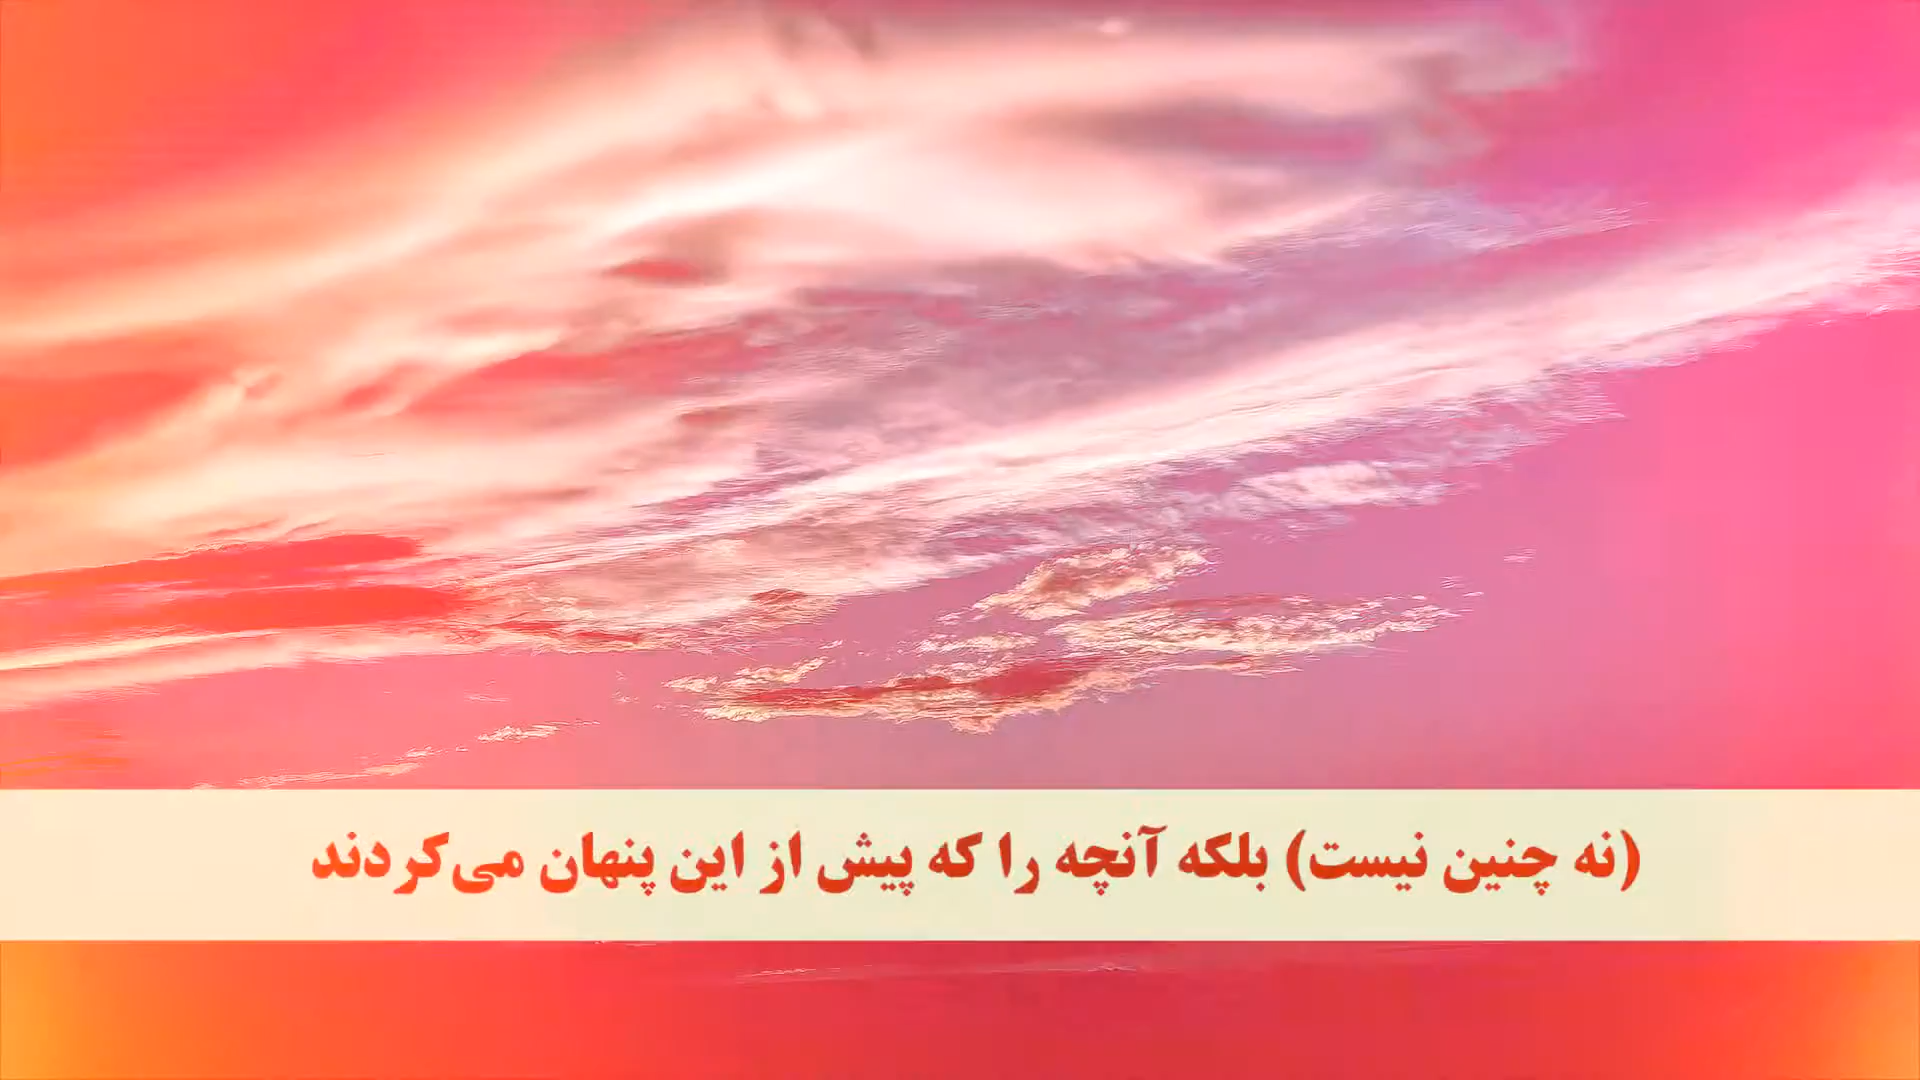 (نه چنین نیست) بلکه آنچه را که پیش از این پنهان می‌کردند